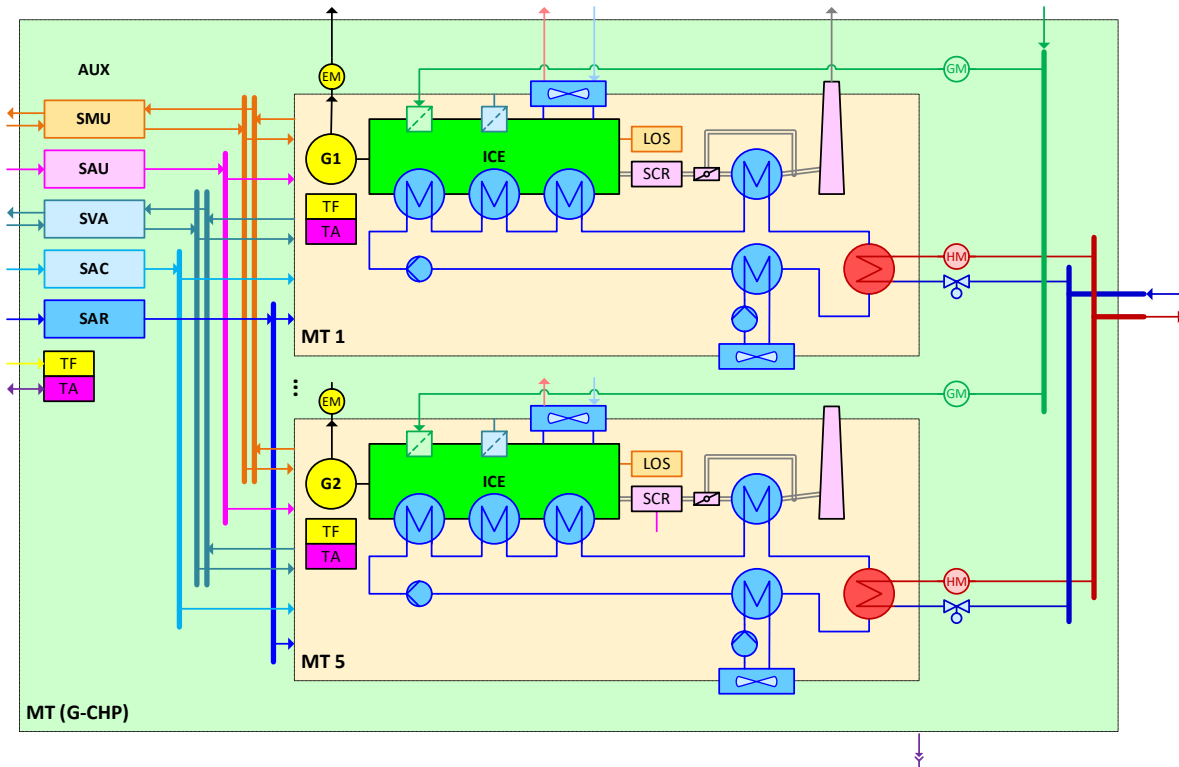 AUX
SMU
SAU
SVA
SAC
SAR
TF
TA
EM
G1
TF
TA
ICE
LOS
SCR
GM
HM
MT 1
...
EM
G2
TF
TA
ICE
LOS
SCR
GM
HM
MT 5
MT (G-CHP)